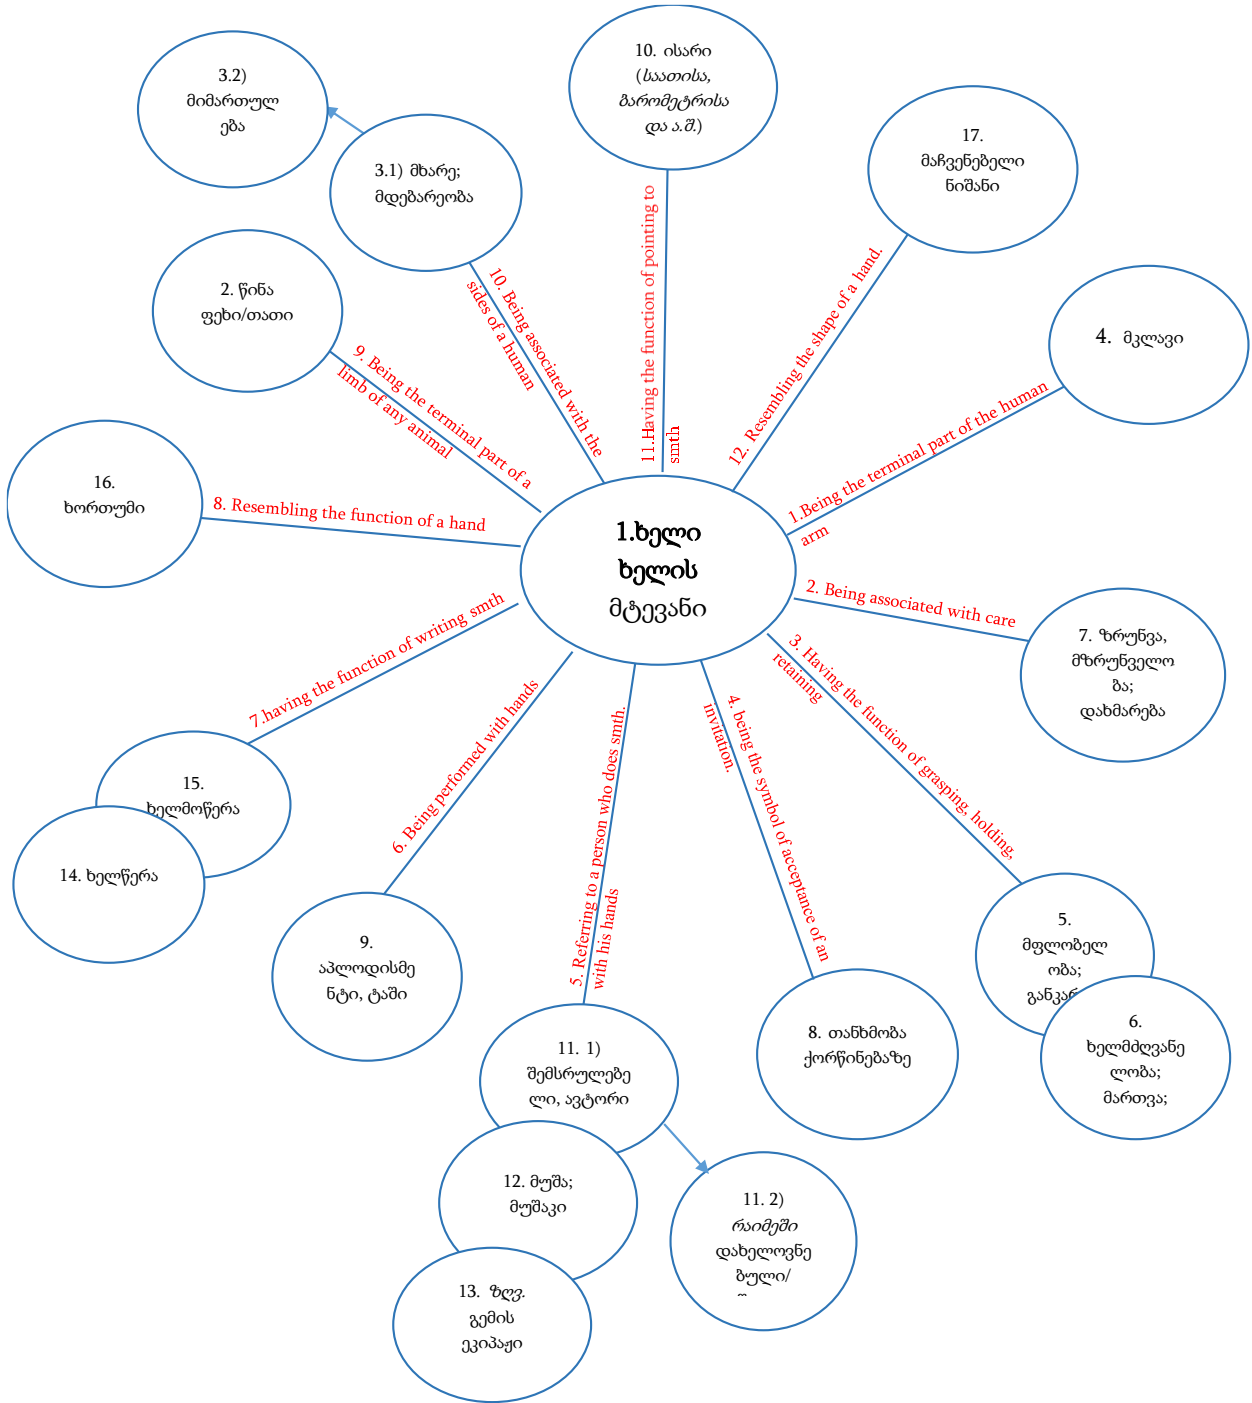 10. ისარი
(საათისა,
ბარომეტრისა
და ა.შ.)
3.2)
მიმართულ
ება
3.1) მხარე;
მდებარეობა
17.
მაჩვენებელი
ნიშანი
2. წინა
ფეხი/თათი
4. მკლავი
16.
ხორთუმი
1.ხელი
ხელის
მტევანი
7. ზრუნვა,
მზრუნველო
ბა;
დახმარება
15.
ხელმოწერა
14. ხელწერა
9.
აპლოდისმე
ნტი, ტაში
11. 1)
შემსრულებე
ლი, ავტორი
12. მუშა;
მუშაკი
13. ზღვ.
გემის
ეკიპაჟი
11. 2)
რაიმეში
დახელოვნე
ბული/
8. თანხმობა
ქორწინებაზე
5.
მფლობელ
ობა;
6.
ხელმძღვანე
ლობა;
მართვა;
1.Being the terminal part of the human
arm
2. Being associated with care
3. Having the function of grasping, holding,
retaining
4. being the symbol of acceptance of an
invitation.
5. Referring to a person who does smth.
with his hands
6. Being performed with hands
7.having the function of writing smth
8. Resembling the function of a hand
9. Being the terminal part of a
limb of any animal
10. Being associated with the
sides of a human
11.Having the function of pointing to
smth
12. Resembling the shape of a hand.